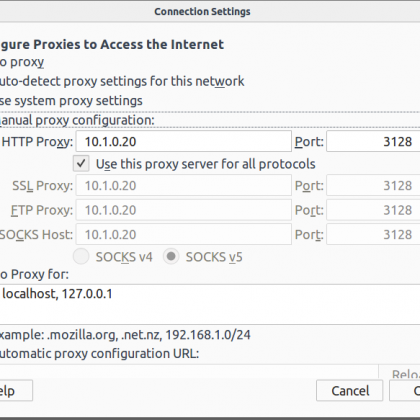 Connection Settings
gure Proxies to Access the Internet
o proxy
uto-detect proxy settings for this network
se system proxy settings
anual proxy configuration:
HTTP Proxy: 10.1.0.20 Port: 3128
Use this proxy server for all protocols
SSL Proxy: 10.1.0.20 Port: 3128
FTP Proxy: 10.1.0.20 Port: 3128
SOCKS Host: 10.1.0.20 Port: 3128
SOCKS v4 SOCKS v5
o Proxy for:
localhost, 127.0.0.1
xample: .mozilla.org, .net.nz, 192.168.1.0/24
utomatic proxy configuration URL:
Reloa
elp Cancel O